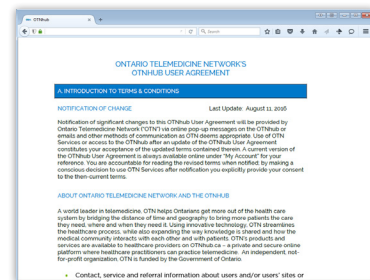 OTNhub
Search
ONTARIO TELEMEDICINE NETWORK'S
OTNHUB USER AGREEMENT
A. INTRODUCTION TO TERMS & CONDITIONS
NOTIFICATION OF CHANGE Last Update: August 11, 2016
Notification of significant changes to this OTNhub User Agreement will be provided by
Ontario Telemedicine Network ("OTN") via online pop-up messages on the OTNhub or
emails and other methods of communication as OTN deems appropriate. Use of OTN
Services or access to the OTNhub after an update of the OTNhub User Agreement
constitutes your acceptance of the updated terms contained therein. A current version of
the OTNhub User Agreement is always available online under "My Account" for your
reference. You are accountable for reading the revised terms when notified; by making a
conscious decision to use OTN Services after notification you explicitly provide your consent
to the then-current terms.
ABOUT ONTARIO TELEMEDICINE NETWORK AND THE OTNHUB
A world leader in telemedicine, OTN helps Ontarians get more out of the health care
system by bridging the distance of time and geography to bring more patients the care
they need, where and when they need it. Using innovative technology, OTN streamlines
the healthcare process, while also expanding the way knowledge is shared and how the
medical community interacts with each other and with patients. OTN's products and
services are available to healthcare providers on OTNhub.ca – a private and secure online
platform where healthcare practitioners can practice telemedicine. An independent, not-
for-profit organization, OTN is funded by the Government of Ontario.
• Contact, service and referral information about users and/or users' sites or